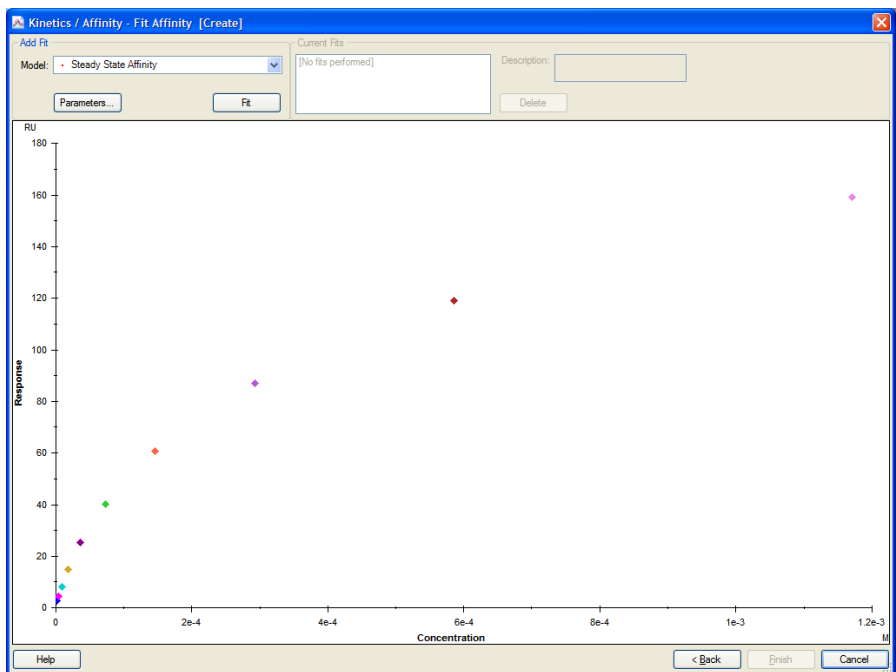 Kinetics / Affinity - Fit Affinity [Create]
Add Fit
Current Fits
Model: Steady State Affinity
[No fits performed]
Description:
Parameters...
Fit
Delete
RU
180
160
140
120
100
80
60
40
20
0
Response
0 2e-4 4e-4 6e-4 8e-4 1e-3 1.2e-3
Concentration
M
Help
< Back
Finish
Cancel